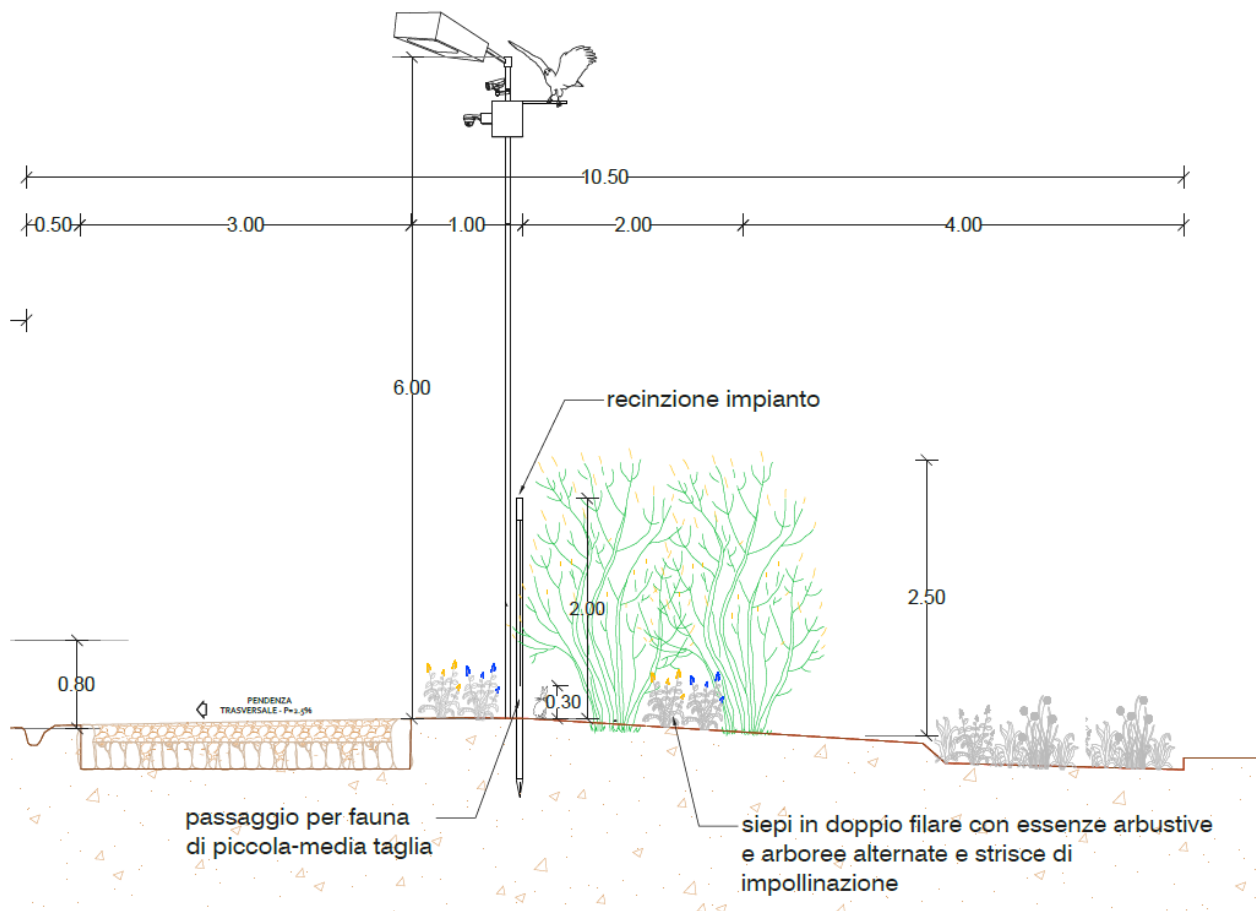 10.50
0.50
3.00
1.00
2.00
4.00
6.00
recinzione impianto
2.00
2.50
0.80
0.30
PENDENZA
TRASVERSALE - P=2.5%
passaggio per fauna
di piccola-media taglia
siepi in doppio filare con essenze arbustive
e arboree alternate e strisce di
impollinazione